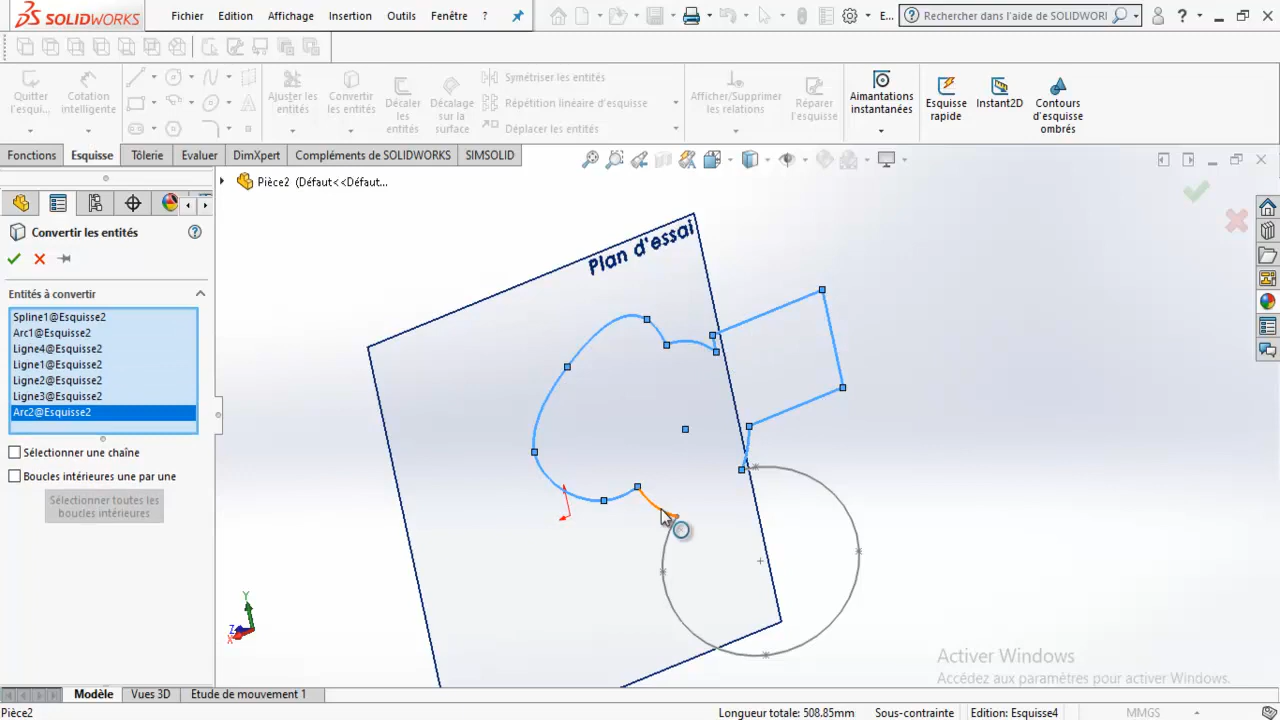 SOLIDWORKS
Fichier Edition Affichage Insertion Outils Fenêtre ?
E...
Rechercher dans l'aide de SOLIDWORI
?
Quitter l'esqui...
Cotation intelligente
Ajuster les entités
Convertir les entités
Décaler les entités
Décalage sur la surface
Symétriser les entités
Répétition linéaire d'esquisse
Déplacer les entités
Afficher/Supprimer les relations
Réparer l'esquisse
Aimantations instantanées
Esquisse rapide
Instant2D
Contours d'esquisse ombrés
Fonctions Esquisse Tôlerie Evaluer DimXpert Compléments de SOLIDWORKS SIMSOLID
Pièce2 (Défaut<<Défaut...
Convertir les entités
Entités à convertir
Spline1@Esquisse2
Arc1@Esquisse2
Ligne4@Esquisse2
Ligne1@Esquisse2
Ligne2@Esquisse2
Ligne3@Esquisse2
Arc2@Esquisse2
Sélectionner une chaîne
Boucles intérieures une par une
Sélectionner toutes les
boucles intérieures
Plan d'essai
Y
Z
X
Activer Windows
Accédez aux paramètres pour activer Windows.
Modèle Vues 3D Etude de mouvement 1
Pièce2 Longueur totale: 508.85mm Sous-contrainte Edition: Esquisse4 MMGS